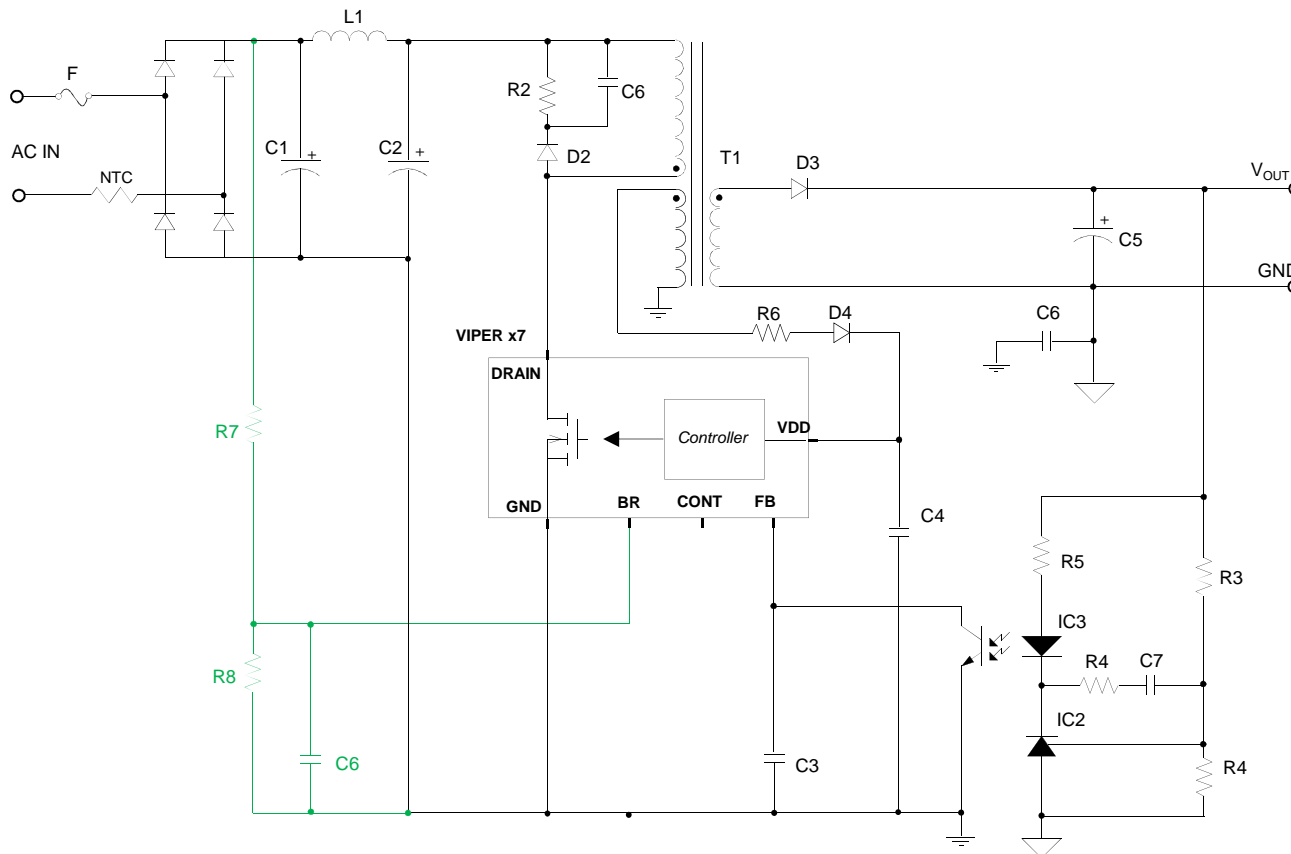 L1
F
R2
C6
C1
C2
D2
T1
D3
AC IN
NTC
VOUT
C5
GND
R6
D4
C6
VIPER x7
DRAIN
R7
Controller
VDD
GND
BR
CONT
FB
C4
R5
R3
IC3
R8
R4
C7
IC2
C6
C3
R4